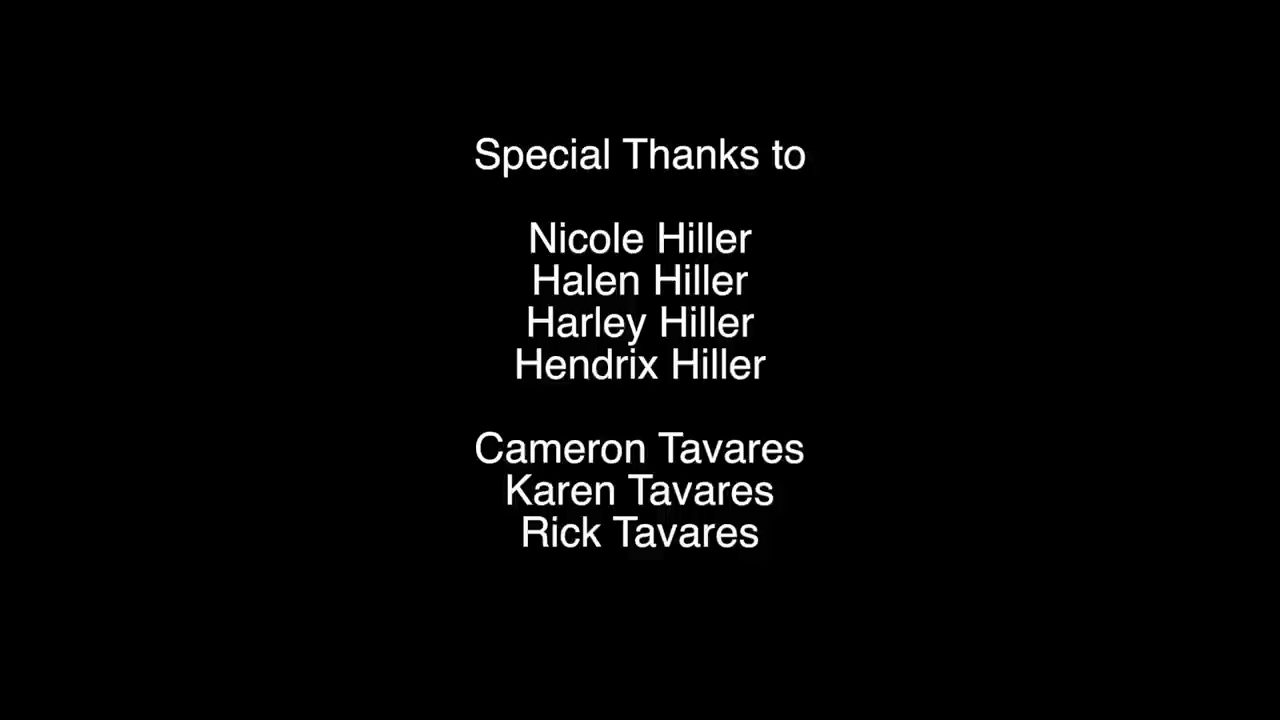 Special Thanks to
Nicole Hiller
Halen Hiller
Harley Hiller
Hendrix Hiller
Cameron Tavares
Karen Tavares
Rick Tavares